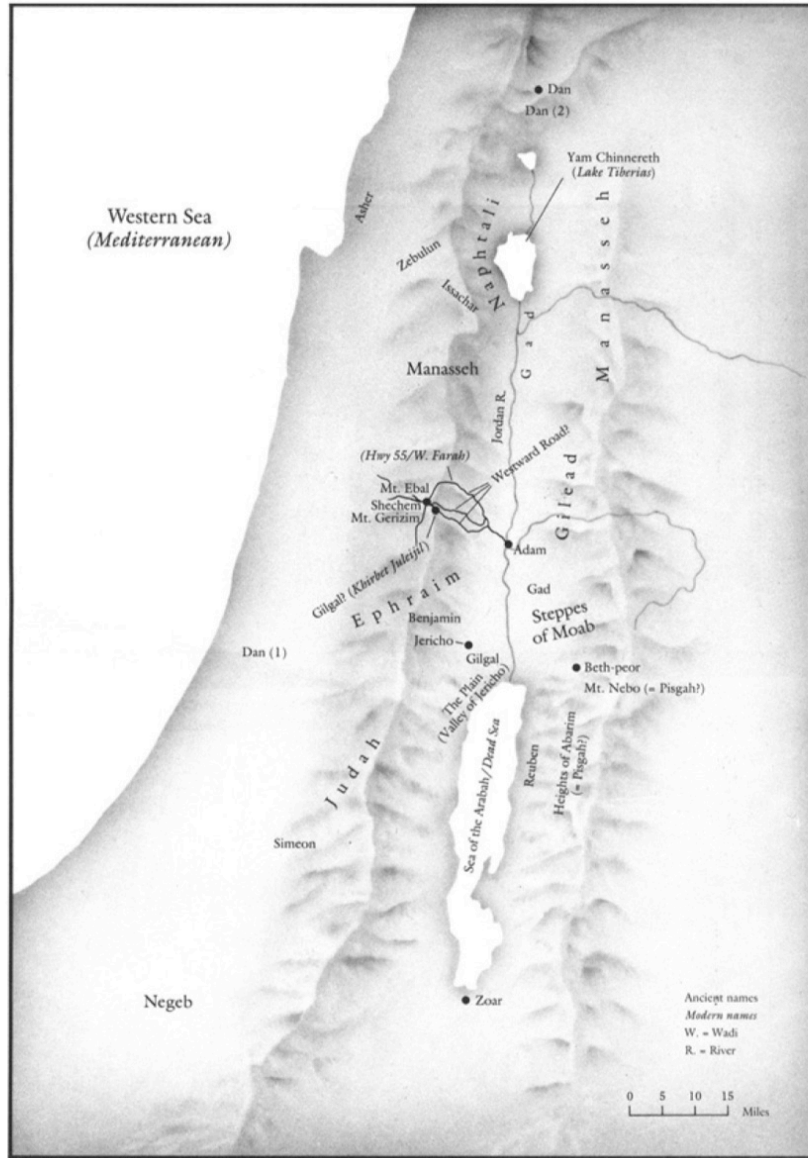 Dan
Dan (2)
Yam Chinnereth
(Lake Tiberias)
Asher
Western Sea
(Mediterranean)
Zebulun
Naphtali
Issachar
Manasseh
Gad
Manasseh
Jordan R.
(Hwy 55/W. Farah)
Westward Road?
Mt. Ebal
Shechem
Mt. Gerizim
Gilead
Adam
Gilgal? (Khirbet Juleijil)
Ephraim
Gad
Steppes
of Moab
Benjamin
Jericho
Gilgal
Dan (1)
Beth-peor
Mt. Nebo (= Pisgah?)
The Plain
(Valley of Jericho)
Judah
Sea of the Arabah/Dead Sea
Reuben
Heights of Abarim
(= Pisgah?)
Simeon
Negeb
Zoar
Ancient names
Modern names
W. = Wadi
R. = River
0 5 10 15
Miles